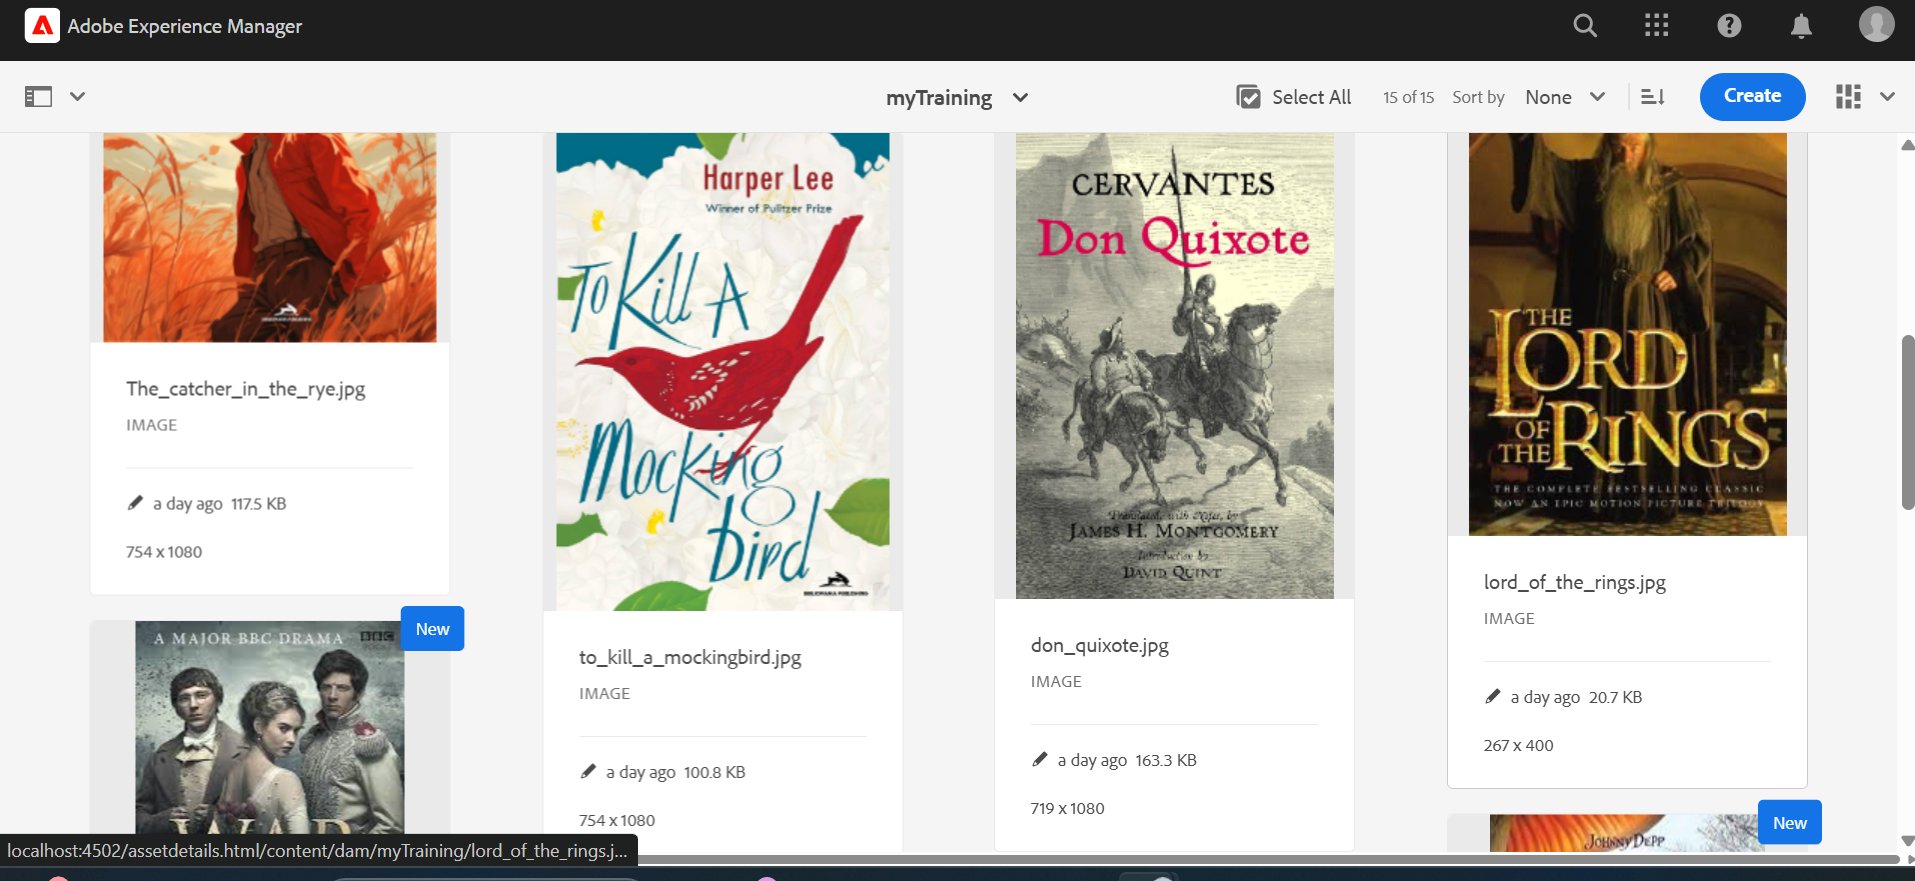 Adobe Experience Manager
myTraining
Select All
15 of 15
Sort by
None
Create
The_catcher_in_the_rye.jpg
IMAGE
a day ago 117.5 KB
754 x 1080
Harper Lee
Winner of Pulitzer Prize
To Kill A
Mocking
Bird
to_kill_a_mockingbird.jpg
IMAGE
a day ago 100.8 KB
754 x 1080
CERVANTES
Don Quixote
Translated, with Notes, by
JAMES H. MONTGOMERY
Introduction by
DAVID QUINT
don_quixote.jpg
IMAGE
a day ago 163.3 KB
719 x 1080
THE
LORD
OF
THE RINGS
THE COMPLETE BESTSELLING CLASSIC
NOW AN EPIC MOTION PICTURE TRILOGY
lord_of_the_rings.jpg
IMAGE
a day ago 20.7 KB
267 x 400
New
A MAJOR BBC DRAMA
BBC
WAR
New
JOHNNY DEPP
localhost:4502/assetdetails.html/content/dam/myTraining/lord_of_the_rings.j...